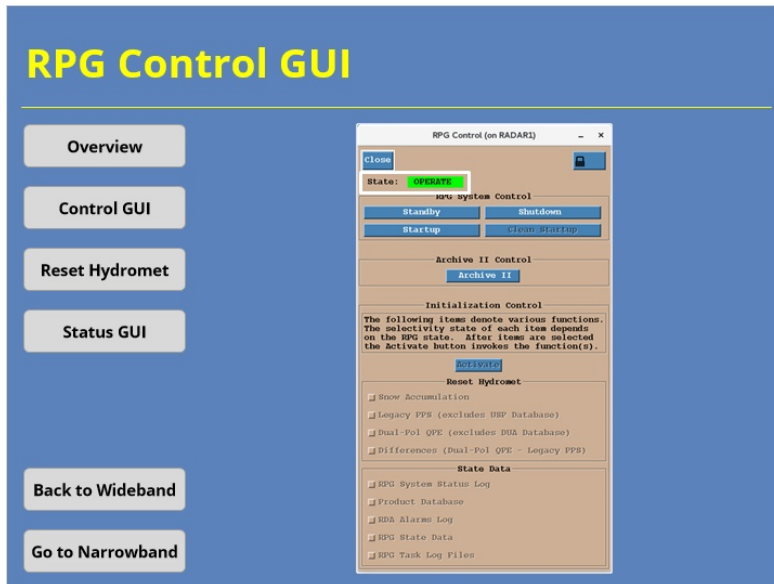 RPG Control GUI
Overview
Control GUI
Reset Hydromet
Status GUI
Back to Wideband
Go to Narrowband
RPG Control (on RADAR1)
Close
State: OPERATE
RPG System Control
Standby Shutdown
Startup Clean Startup
Archive II Control
Archive II
Initialization Control
The following items denote various functions.
The selectivity state of each item depends
on the RPG state. After items are selected
the Activate button invokes the function(s).
Activate
Reset Hydromet
Snow Accumulation
Legacy PPS (excludes USP Database)
Dual-Pol QPE (excludes DUA Database)
Differences (Dual-Pol QPE - Legacy PPS)
State Data
RPG System Status Log
Product Database
RDA Alarms Log
RPG State Data
RPG Task Log Files